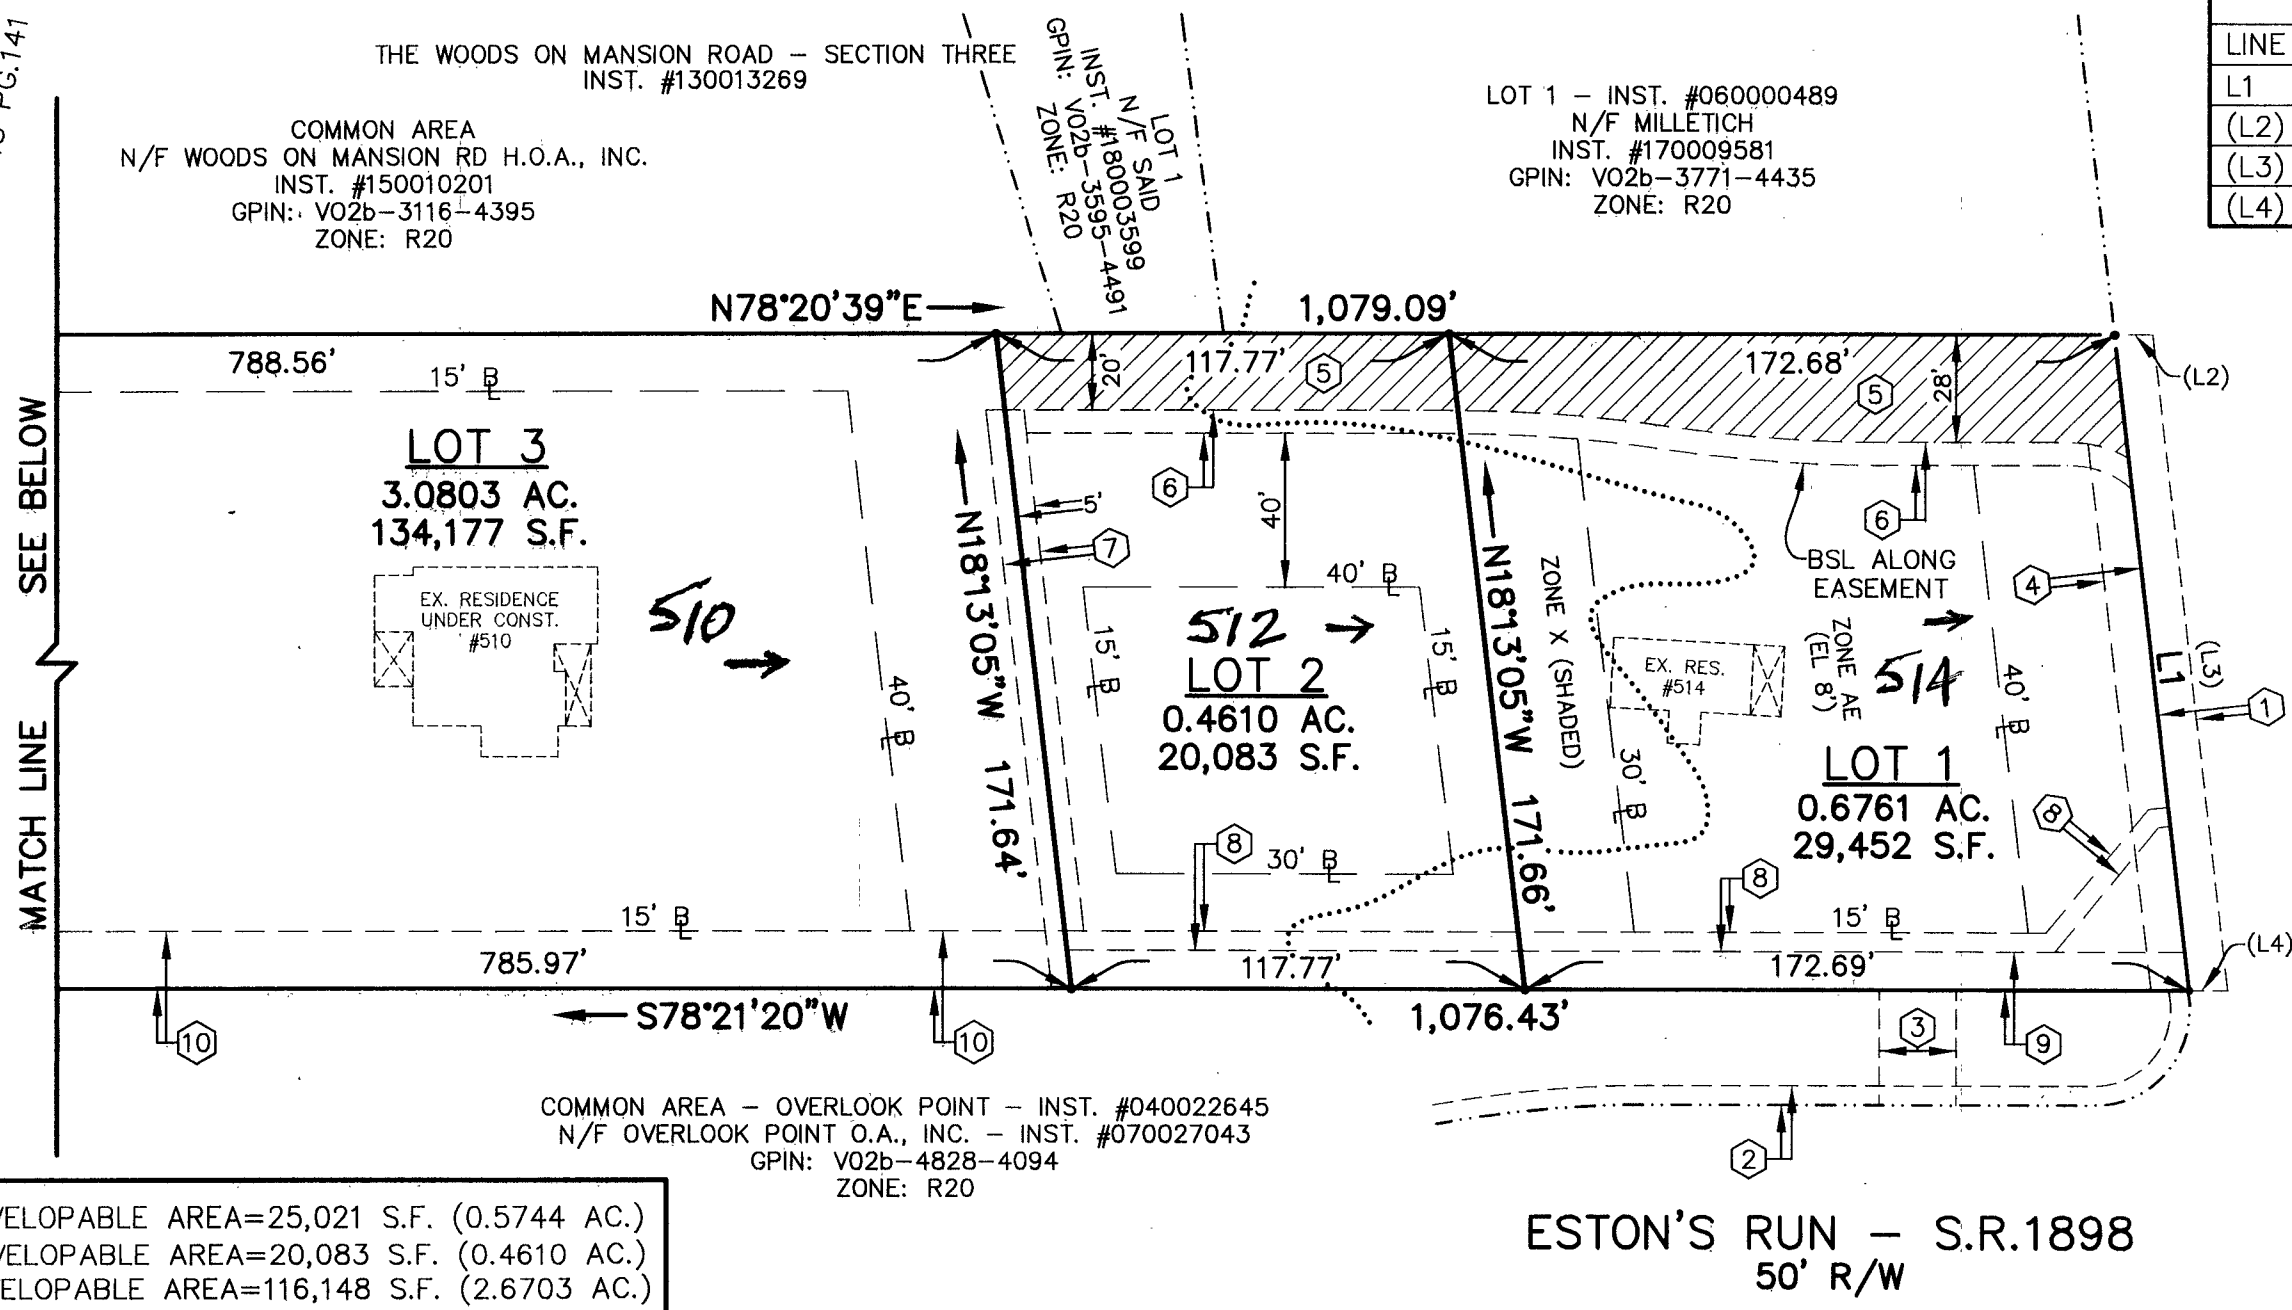 PG.141
THE WOODS ON MANSION ROAD – SECTION THREE
INST. #130013269
COMMON AREA
N/F WOODS ON MANSION RD H.O.A., INC.
INST. #150010201
GPIN: V02b-3116-4395
ZONE: R20
LOT 1
N/F SAID
INST. #180003599
GPIN: V02b-3595-4491
ZONE: R20
LOT 1 – INST. #060000489
N/F MILLETICH
INST. #170009581
GPIN: V02b-3771-4435
ZONE: R20
LINE
L1
(L2)
(L3)
(L4)
N78°20'39"E
1,079.09'
788.56'
117.77'
172.68'
20'
28'
5
5
(L2)
15' BL
LOT 3
3.0803 AC.
134,177 S.F.
EX. RESIDENCE
UNDER CONST.
#510
510
40' BL
N18°13'05"W 171.64'
5'
7
6
40'
40' BL
15' BL
512
LOT 2
0.4610 AC.
20,083 S.F.
15' BL
30' BL
8
N18°13'05"W 171.66'
ZONE X (SHADED)
6
BSL ALONG
EASEMENT
4
ZONE AE
(EL 8')
EX. RES.
#514
514
30' BL
40' BL
LOT 1
0.6761 AC.
29,452 S.F.
L1
(L3)
1
8
8
15' BL
15' BL
(L4)
785.97'
117.77'
172.69'
S78°21'20"W
1,076.43'
10
10
3
9
2
MATCH LINE SEE BELOW
COMMON AREA – OVERLOOK POINT – INST. #040022645
N/F OVERLOOK POINT O.A., INC. – INST. #070027043
GPIN: V02b-4828-4094
ZONE: R20
VELOPABLE AREA=25,021 S.F. (0.5744 AC.)
VELOPABLE AREA=20,083 S.F. (0.4610 AC.)
ELOPABLE AREA=116,148 S.F. (2.6703 AC.)
ESTON'S RUN – S.R.1898
50' R/W